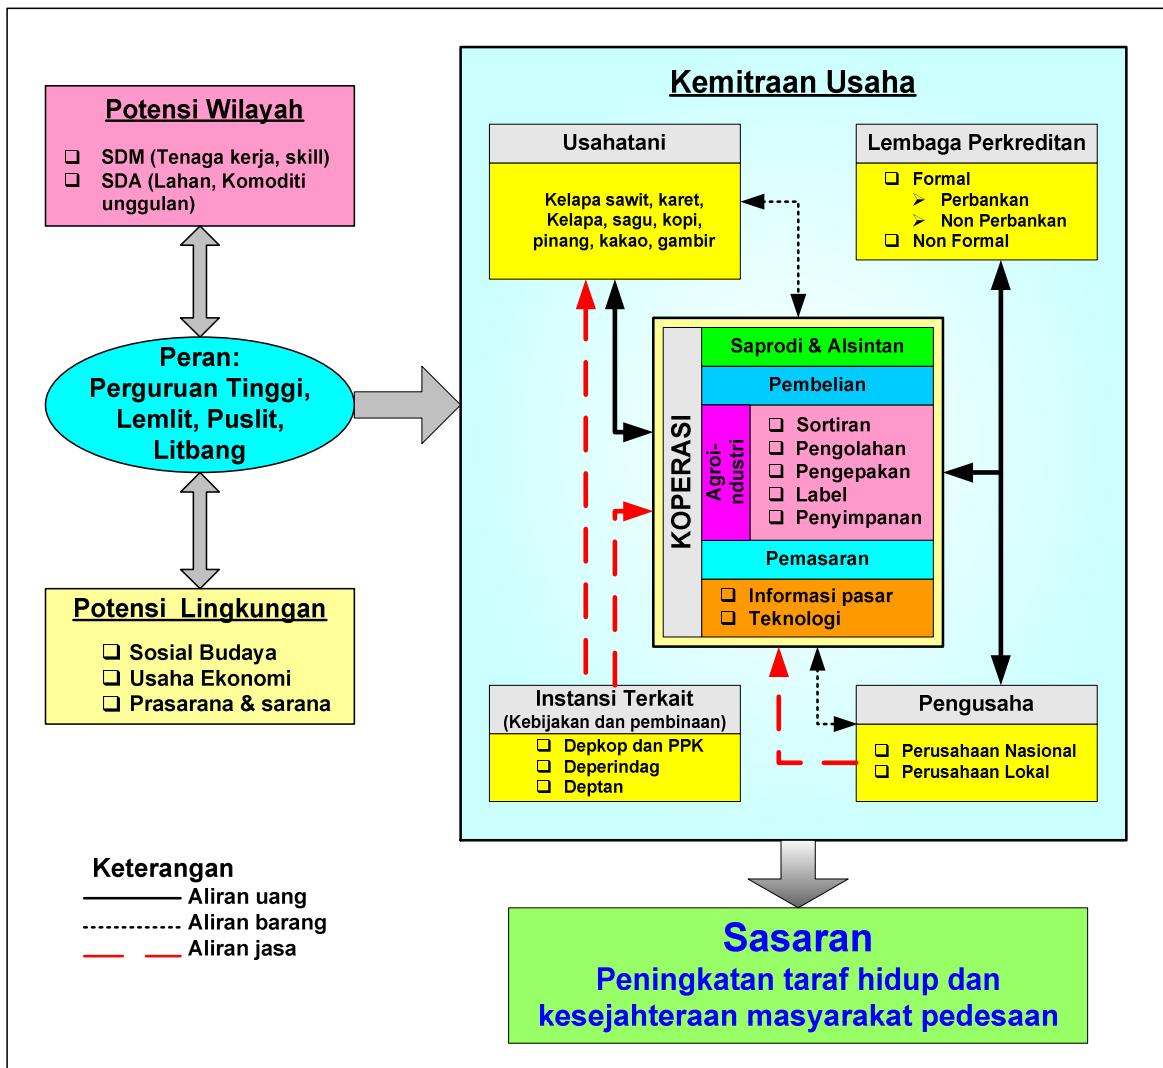 Potensi Wilayah
SDM (Tenaga kerja, skill)
SDA (Lahan, Komoditi
unggulan)
Peran:
Perguruan Tinggi,
Lemlit, Puslit,
Litbang
Potensi Lingkungan
Sosial Budaya
Usaha Ekonomi
Prasarana & sarana
Kemitraan Usaha
Usahatani
Kelapa sawit, karet,
Kelapa, sagu, kopi,
pinang, kakao, gambir
Lembaga Perkreditan
Formal
Perbankan
Non Perbankan
Non Formal
KOPERASI
Saprodi & Alsintan
Pembelian
Agroi-
ndustri
Sortiran
Pengolahan
Pengepakan
Label
Penyimpanan
Pemasaran
Informasi pasar
Teknologi
Instansi Terkait
(Kebijakan dan pembinaan)
Depkop dan PPK
Deperindag
Deptan
Pengusaha
Perusahaan Nasional
Perusahaan Lokal
Keterangan
Aliran uang
Aliran barang
Aliran jasa
Sasaran
Peningkatan taraf hidup dan
kesejahteraan masyarakat pedesaan